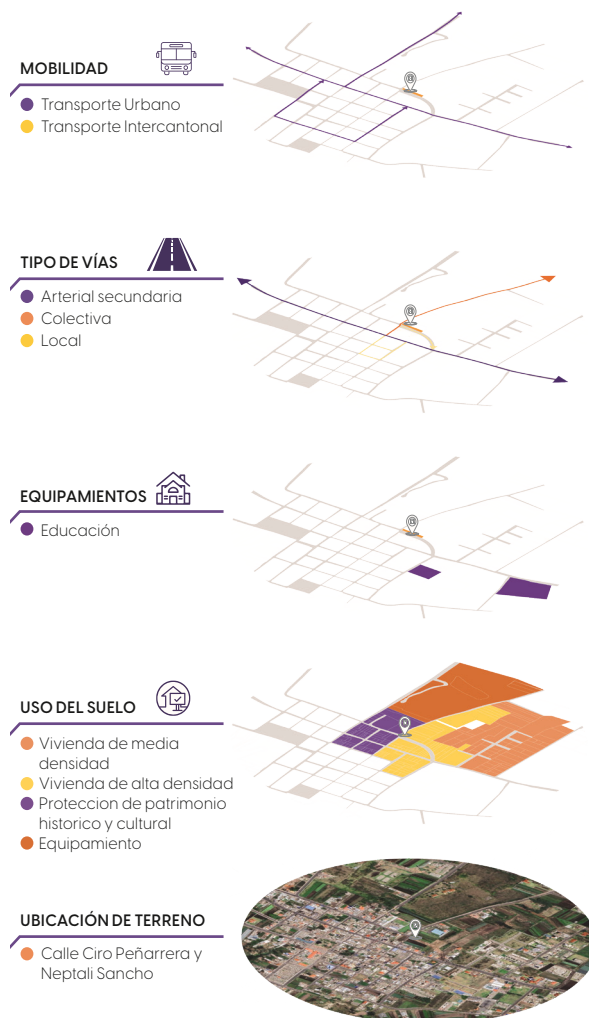 MOBILIDAD
Transporte Urbano
Transporte Intercantonal
TIPO DE VÍAS
Arterial secundaria
Colectiva
Local
EQUIPAMIENTOS
Educación
USO DEL SUELO
Vivienda de media
densidad
Vivienda de alta densidad
Proteccion de patrimonio
historico y cultural
Equipamiento
UBICACIÓN DE TERRENO
Calle Ciro Peñarrera y
Neptali Sancho